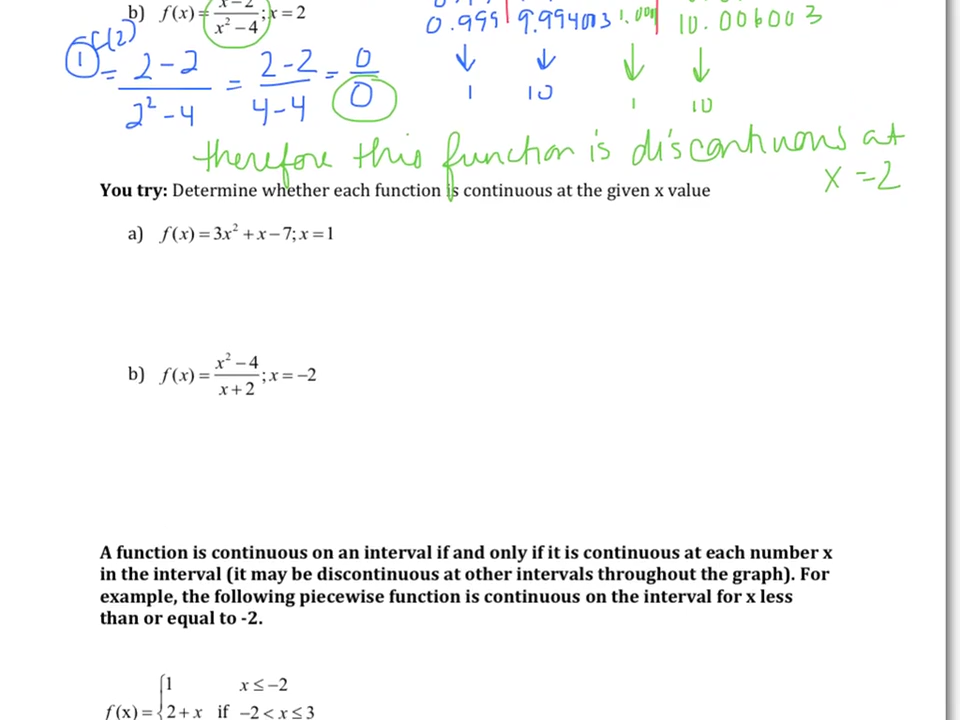 b) f(x) = x − 2 / x² − 4 ; x = 2
0.999 | 9.994003 1.001 | 10.006003
① f(2)
= 2 - 2 / 2² - 4 = 2 - 2 / 4 - 4 = 0 / 0
↓ ↓ ↓ ↓
1 10 1 10
therefore this function is discontinuous at
x = 2
You try: Determine whether each function is continuous at the given x value
a) f(x) = 3x² + x − 7; x = 1
b) f(x) = x² − 4 / x + 2 ; x = −2
A function is continuous on an interval if and only if it is continuous at each number x
in the interval (it may be discontinuous at other intervals throughout the graph). For
example, the following piecewise function is continuous on the interval for x less
than or equal to -2.
1 x ≤ −2
f(x) = { 2 + x if −2 < x ≤ 3